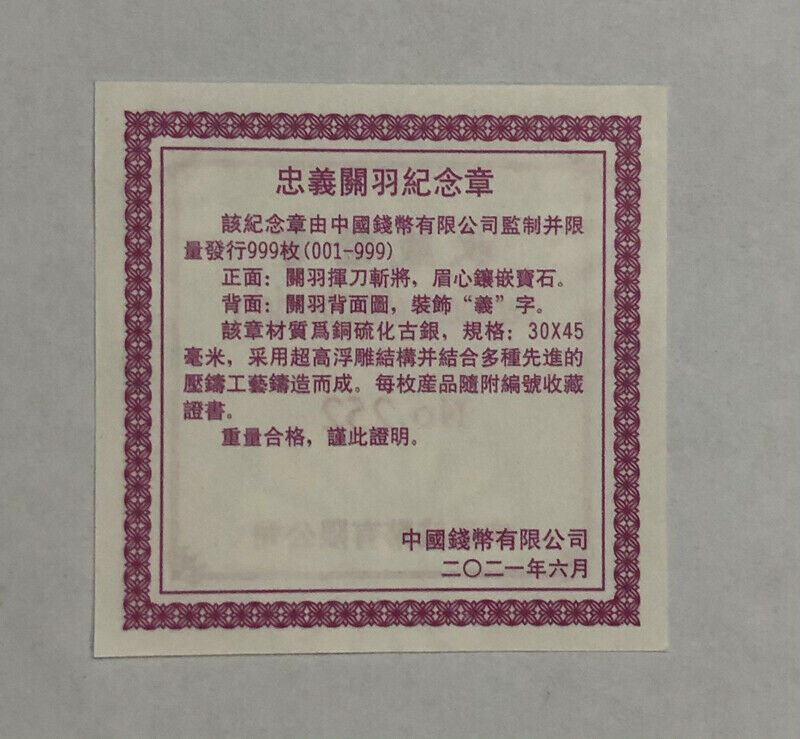 忠義關羽紀念章
該紀念章由中國錢幣有限公司監制并限
量發行999枚(001-999)
正面：關羽揮刀斬將，眉心鑲嵌寶石。
背面：關羽背面圖，裝飾“義”字。
該章材質爲銅硫化古銀，規格：30X45
毫米，采用超高浮雕結構并結合多種先進的
壓鑄工藝鑄造而成。每枚産品隨附編號收藏
證書。
重量合格，謹此證明。
中國錢幣有限公司
二〇二一年六月